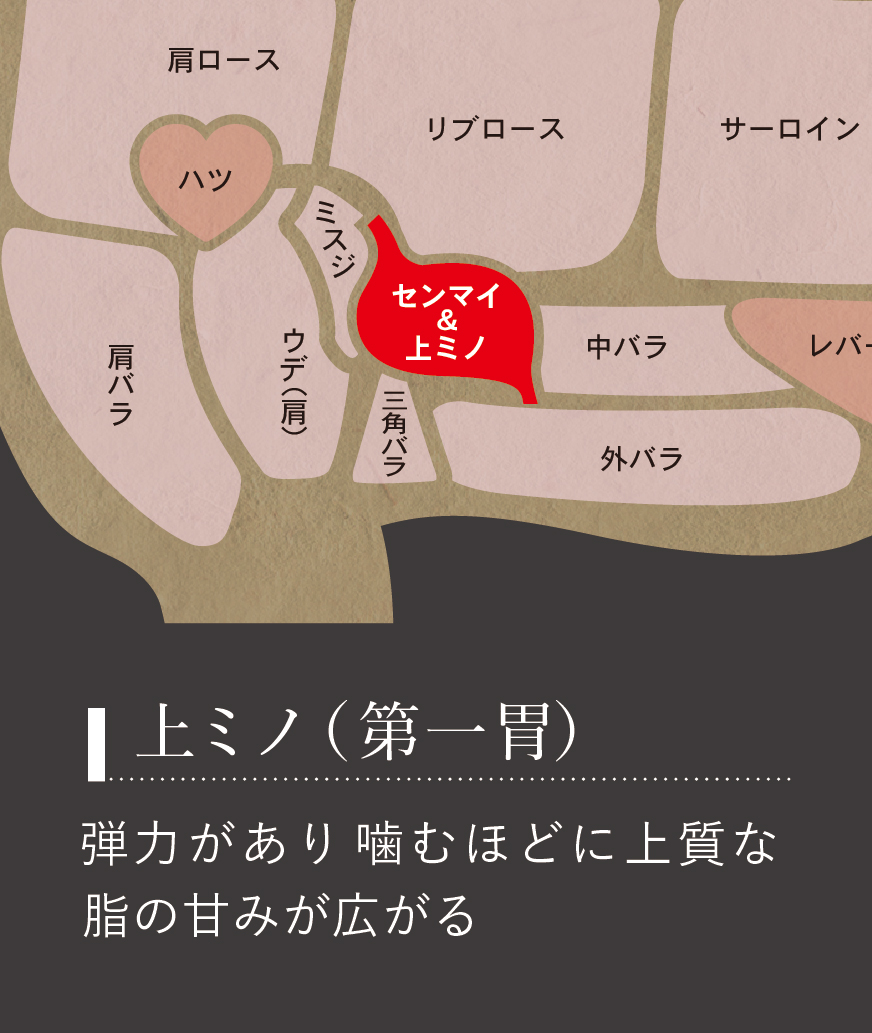 肩ロース
リブロース
サーロイン
ハツ
ミスジ
センマイ
&
上ミノ
肩バラ
ウデ(肩)
中バラ
レバー
三角バラ
外バラ
上ミノ(第一胃)
弾力があり 噛むほどに上質な
脂の甘みが広がる